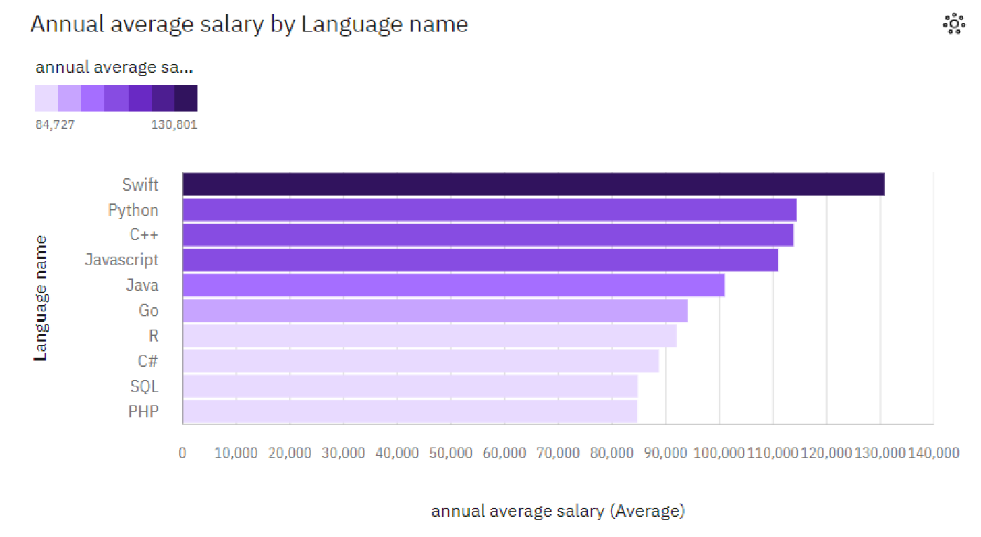 Annual average salary by Language name
annual average sa...
84,727 130,801
Language name
Swift
Python
C++
Javascript
Java
Go
R
C#
SQL
PHP
0 10,000 20,000 30,000 40,000 50,000 60,000 70,000 80,000 90,000 100,000 110,000 120,000 130,000 140,000
annual average salary (Average)